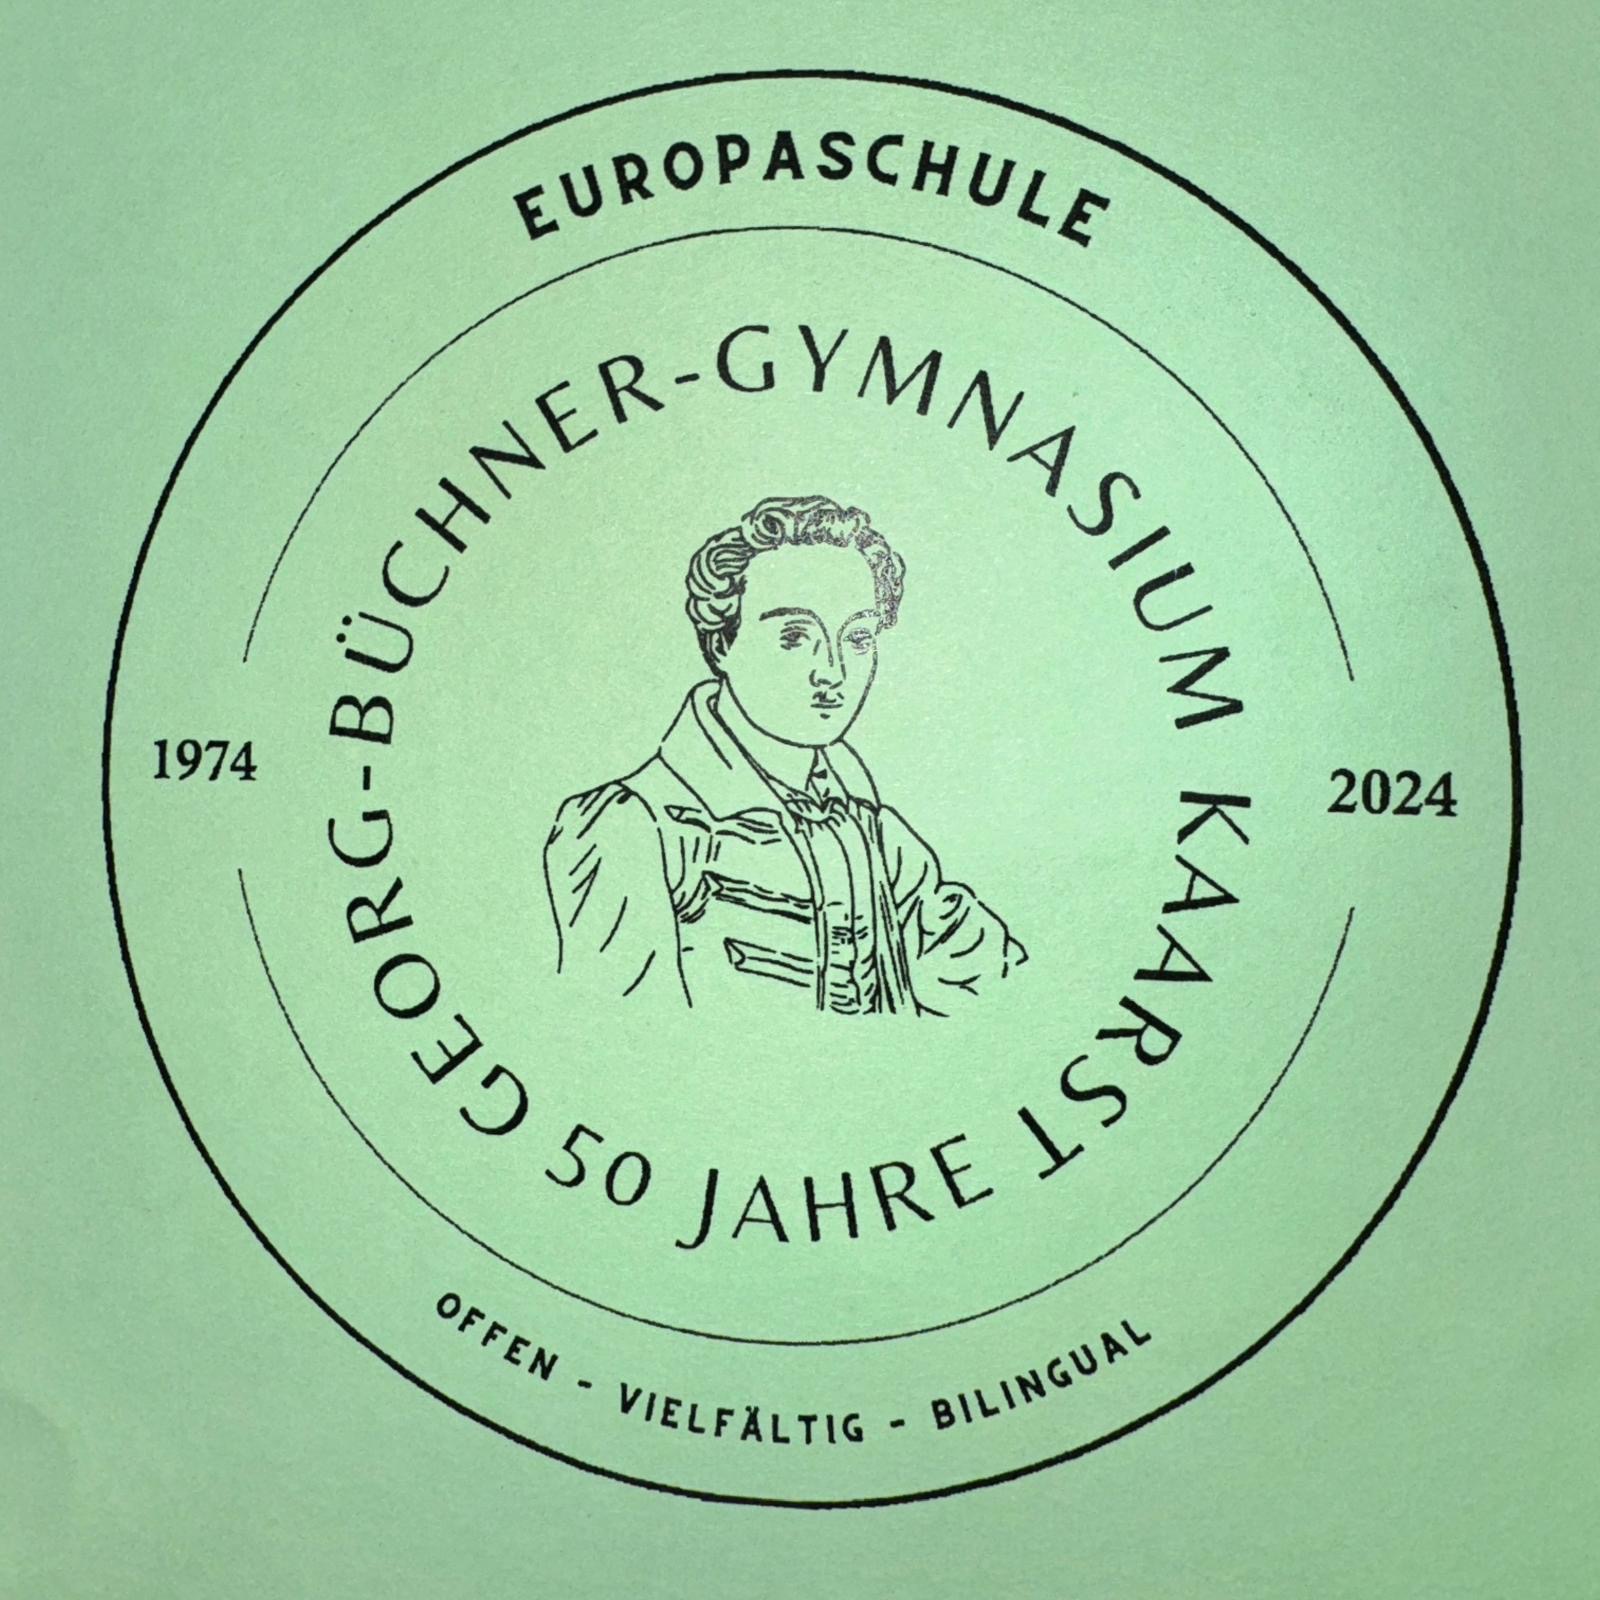 EUROPASCHULE
GEORG-BÜCHNER-GYMNASIUM KAARST
1974
2024
50 JAHRE
OFFEN - VIELFÄLTIG - BILINGUAL